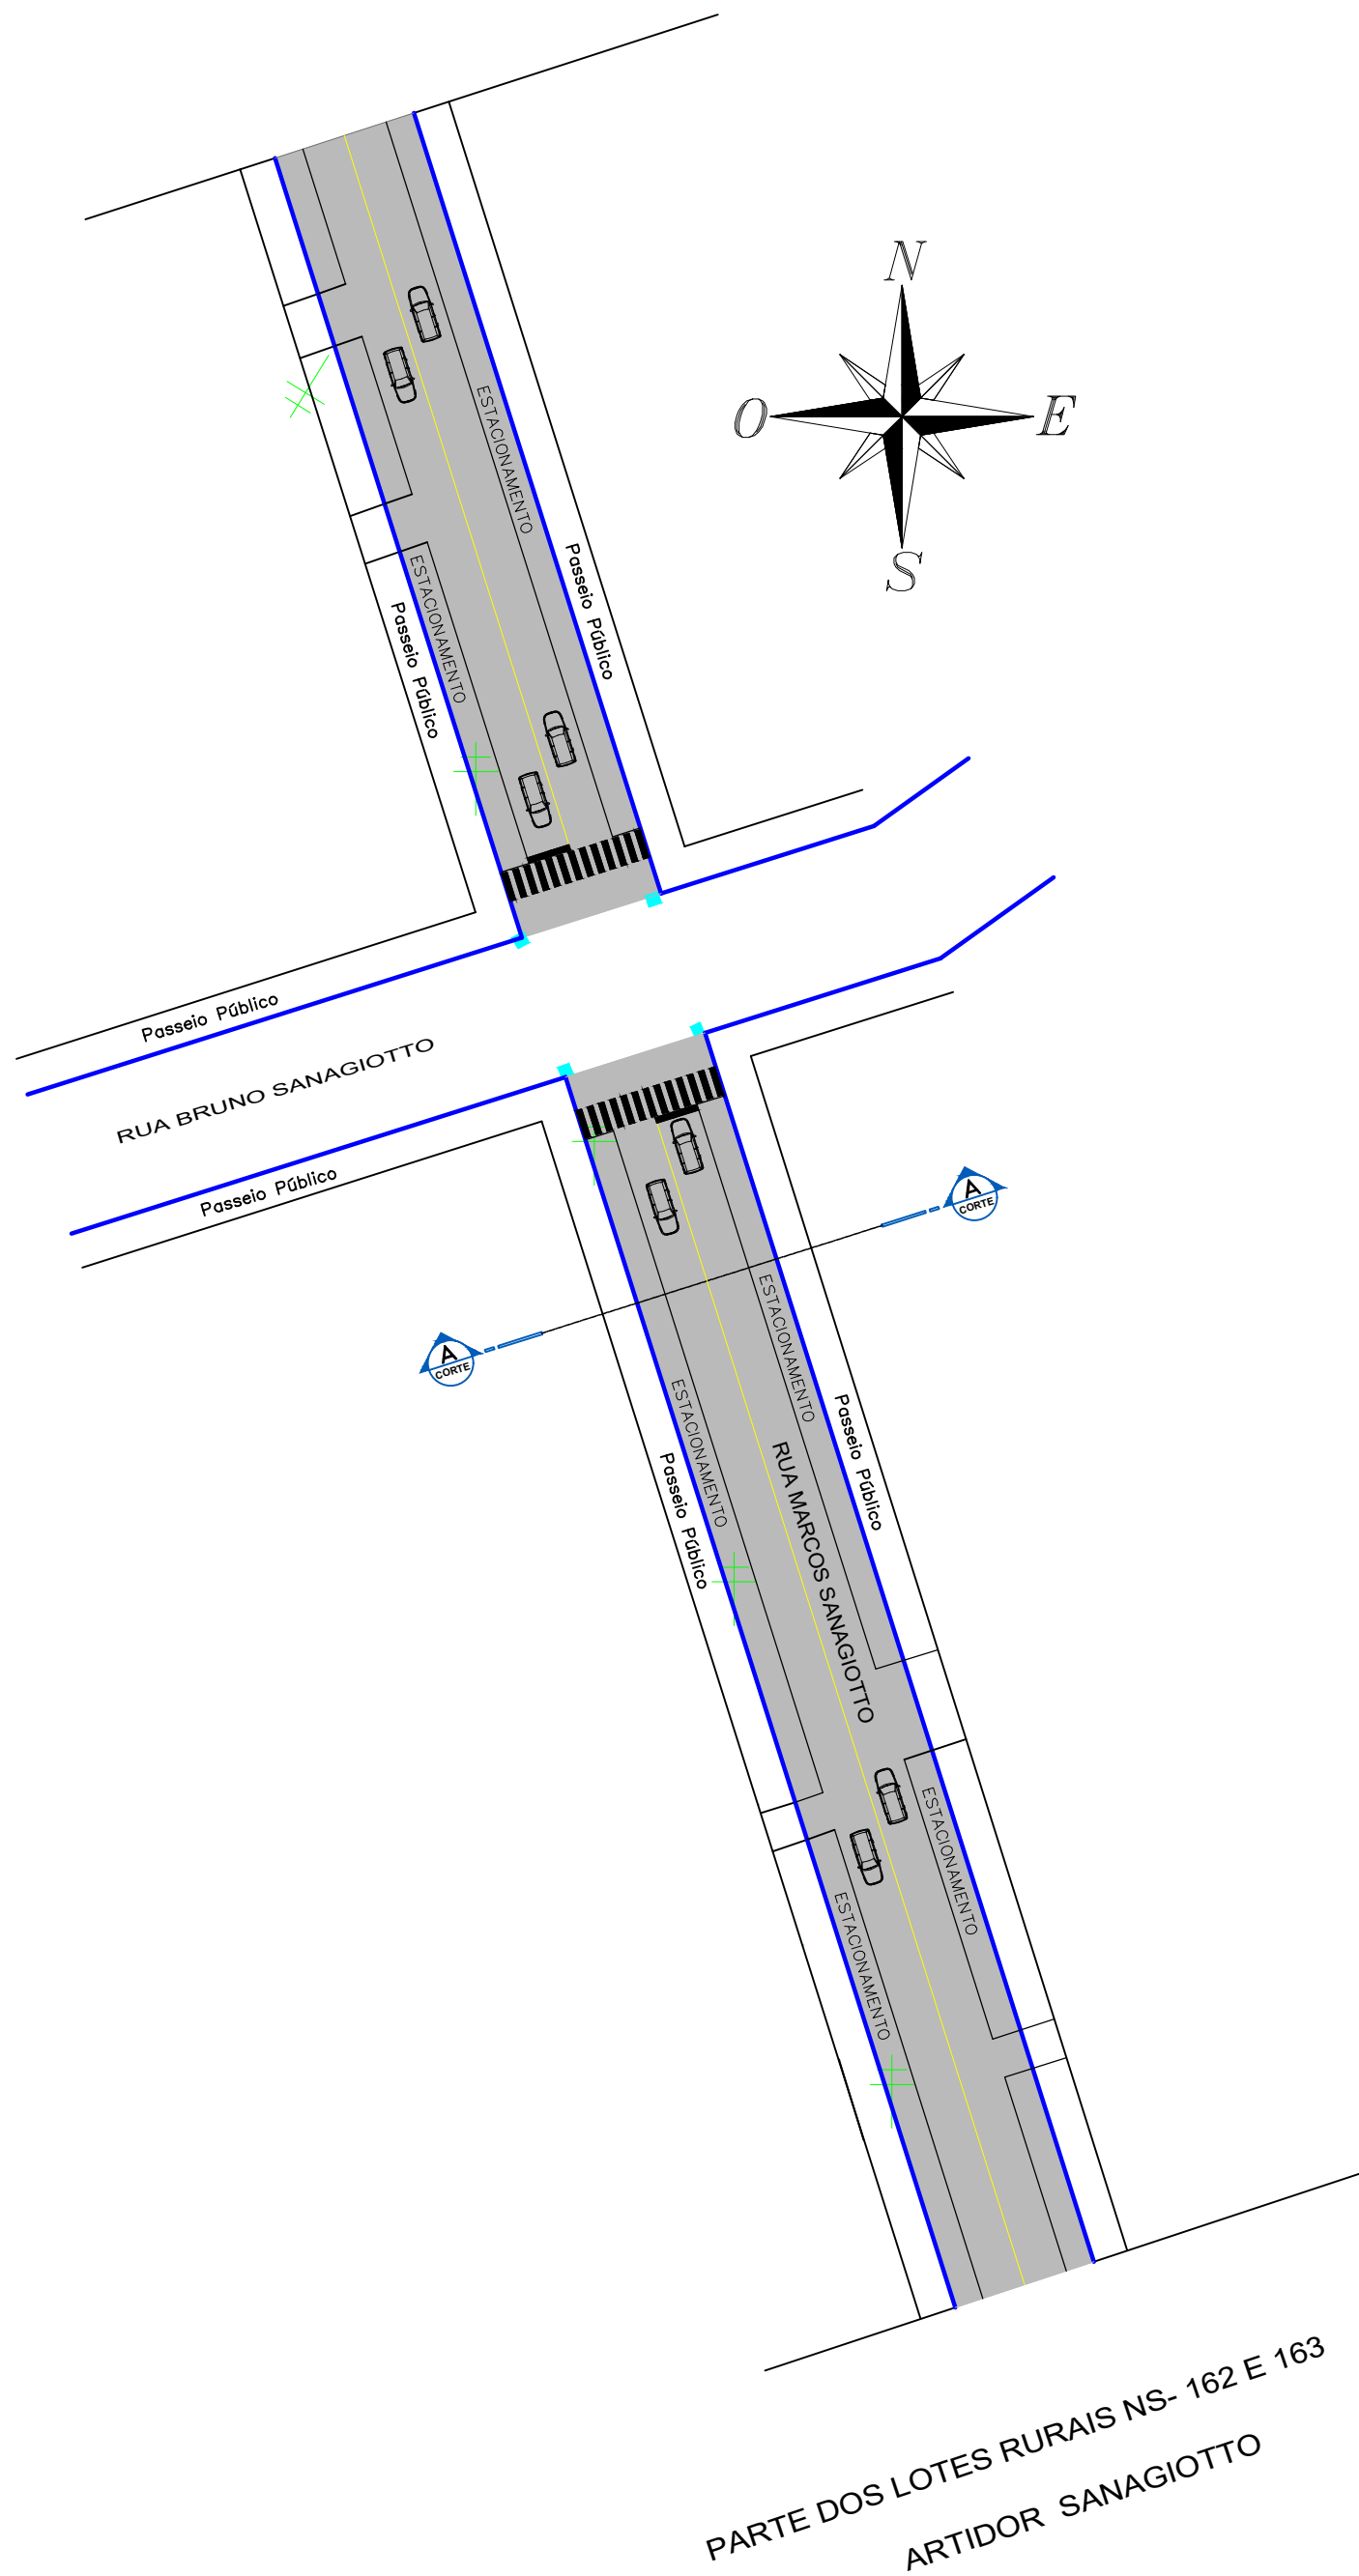 N
O
E
S
ESTACIONAMENTO
Passeio Público
ESTACIONAMENTO
Passeio Público
Passeio Público
RUA BRUNO SANAGIOTTO
Passeio Público
A
CORTE
A
CORTE
ESTACIONAMENTO
ESTACIONAMENTO
Passeio Público
Passeio Público
RUA MARCOS SANAGIOTTO
ESTACIONAMENTO
ESTACIONAMENTO
PARTE DOS LOTES RURAIS NS- 162 E 163
ARTIDOR SANAGIOTTO